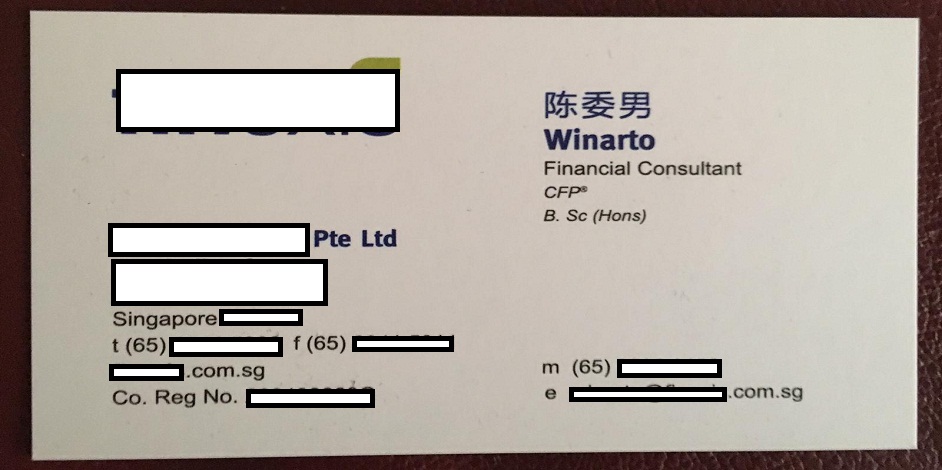 Pte Ltd
Singapore
t (65) f (65)
.com.sg
Co. Reg No.
陈委男
Winarto
Financial Consultant
CFP®
B. Sc (Hons)
m (65)
e .com.sg